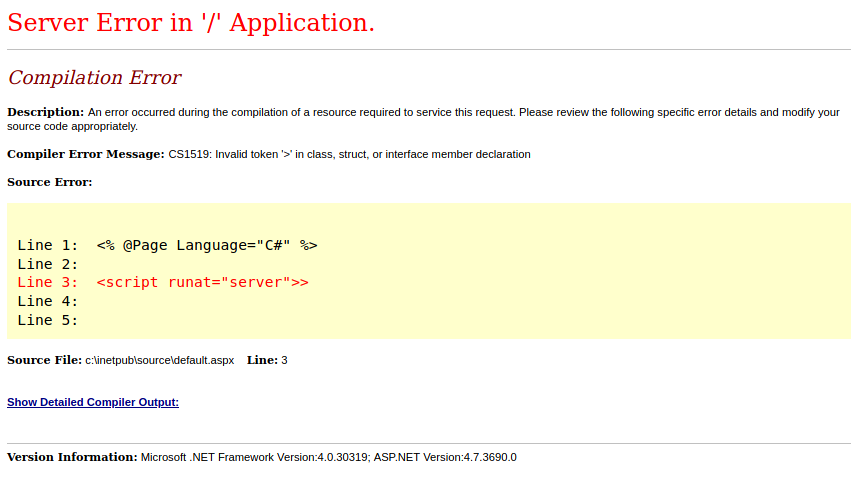 Server Error in '/' Application.
Compilation Error
Description: An error occurred during the compilation of a resource required to service this request. Please review the following specific error details and modify your
source code appropriately.
Compiler Error Message: CS1519: Invalid token '>' in class, struct, or interface member declaration
Source Error:
Line 1:  <% @Page Language="C#" %>
Line 2:
Line 3:  <script runat="server">>
Line 4:
Line 5:
Source File: c:\inetpub\source\default.aspx    Line: 3
Show Detailed Compiler Output:
Version Information: Microsoft .NET Framework Version:4.0.30319; ASP.NET Version:4.7.3690.0